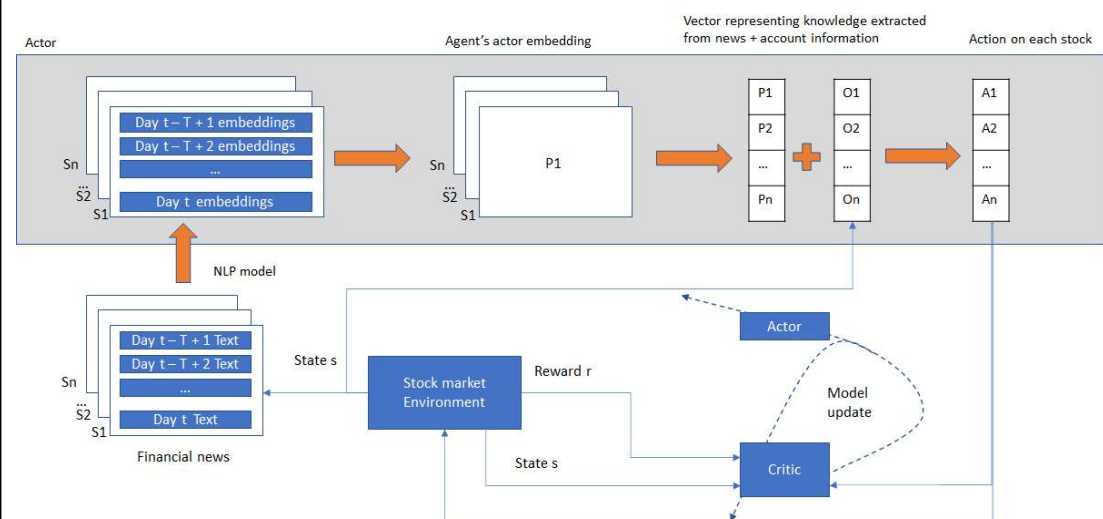 Actor
Agent's actor embedding
Vector representing knowledge extracted
from news + account information
Action on each stock
Day t – T + 1 embeddings
Day t – T + 2 embeddings
...
Day t embeddings
Sn
...
S2
S1
P1
Sn
...
S2
S1
P1
P2
...
Pn
O1
O2
...
On
A1
A2
...
An
NLP model
Day t – T + 1 Text
Day t – T + 2 Text
...
Day t Text
Sn
...
S2
S1
Financial news
State s
Stock market
Environment
Reward r
State s
Actor
Model
update
Critic